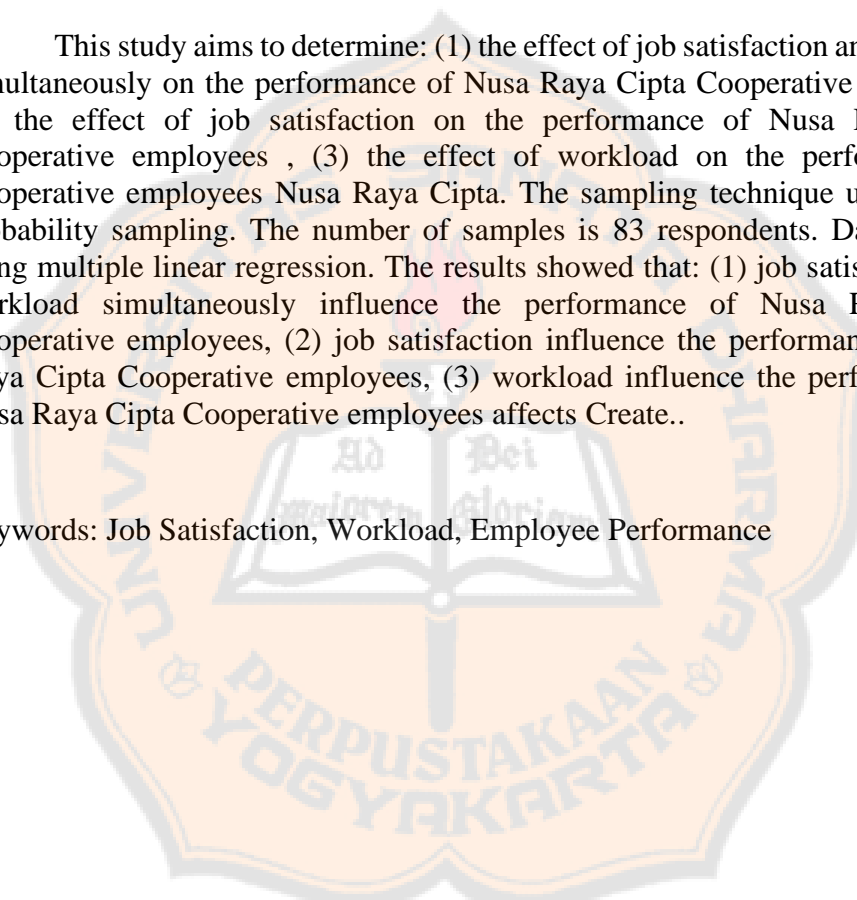 This study aims to determine: (1) the effect of job satisfaction an
multaneously on the performance of Nusa Raya Cipta Cooperative
the effect of job satisfaction on the performance of Nusa
operative employees , (3) the effect of workload on the perfo
operative employees Nusa Raya Cipta. The sampling technique u
bability sampling. The number of samples is 83 respondents. Da
ng multiple linear regression. The results showed that: (1) job satis
rkload simultaneously influence the performance of Nusa
operative employees, (2) job satisfaction influence the performan
ya Cipta Cooperative employees, (3) workload influence the perf
sa Raya Cipta Cooperative employees affects Create..
ywords: Job Satisfaction, Workload, Employee Performance
UNIVERSITAS SANATA DHARMA
Ad Dei
Maiorem Gloriam
PERPUSTAKAAN
YOGYAKARTA